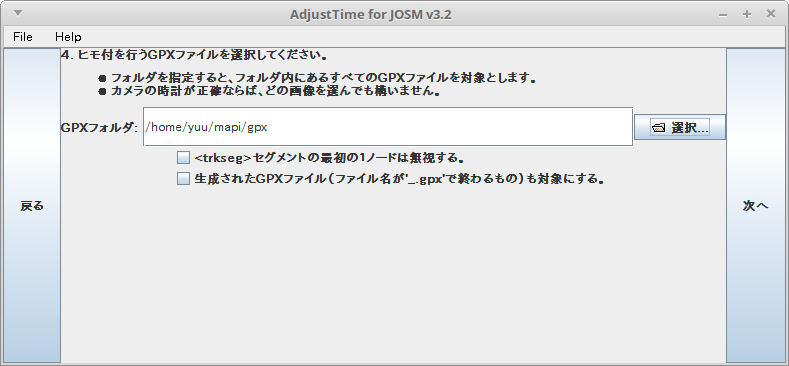 AdjustTime for JOSM v3.2
File Help
4. ヒモ付を行うGPXファイルを選択してください。
● フォルダを指定すると、フォルダ内にあるすべてのGPXファイルを対象とします。
● カメラの時計が正確ならば、どの画像を選んでも構いません。
GPXフォルダ: /home/yuu/mapi/gpx 選択...
<trkseg>セグメントの最初の1ノードは無視する。
生成されたGPXファイル(ファイル名が'_.gpx'で終わるもの)も対象にする。
戻る
次へ